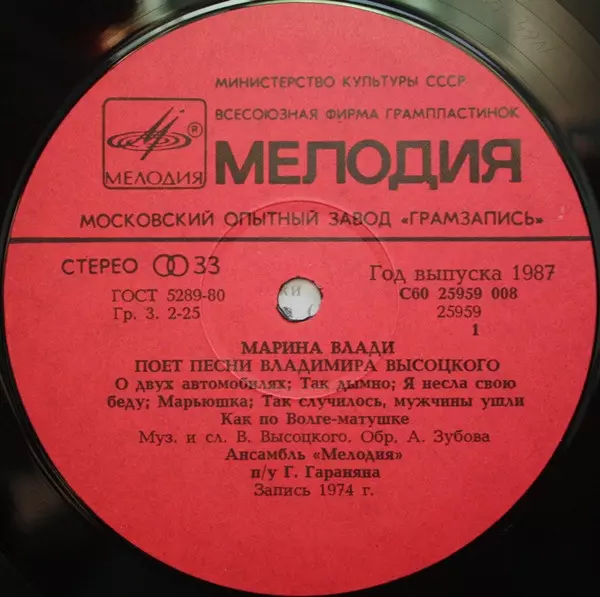 МИНИСТЕРСТВО КУЛЬТУРЫ СССР
ВСЕСОЮЗНАЯ ФИРМА ГРАМПЛАСТИНОК
® МЕЛОДИЯ
МЕЛОДИЯ
МОСКОВСКИЙ ОПЫТНЫЙ ЗАВОД «ГРАМЗАПИСЬ»
СТЕРЕО 33
Год выпуска 1987
ГОСТ 5289-80
С60 25959 008
Гр. 3. 2-25
25959
1
МАРИНА ВЛАДИ
ПОЕТ ПЕСНИ ВЛАДИМИРА ВЫСОЦКОГО
О двух автомобилях; Так дымно; Я несла свою
беду; Марьюшка; Так случилось, мужчины ушли
Как по Волге-матушке
Муз. и сл. В. Высоцкого. Обр, А. Зубова
Ансамбль «Мелодия»
п/у Г. Гараняна
Запись 1974 г.